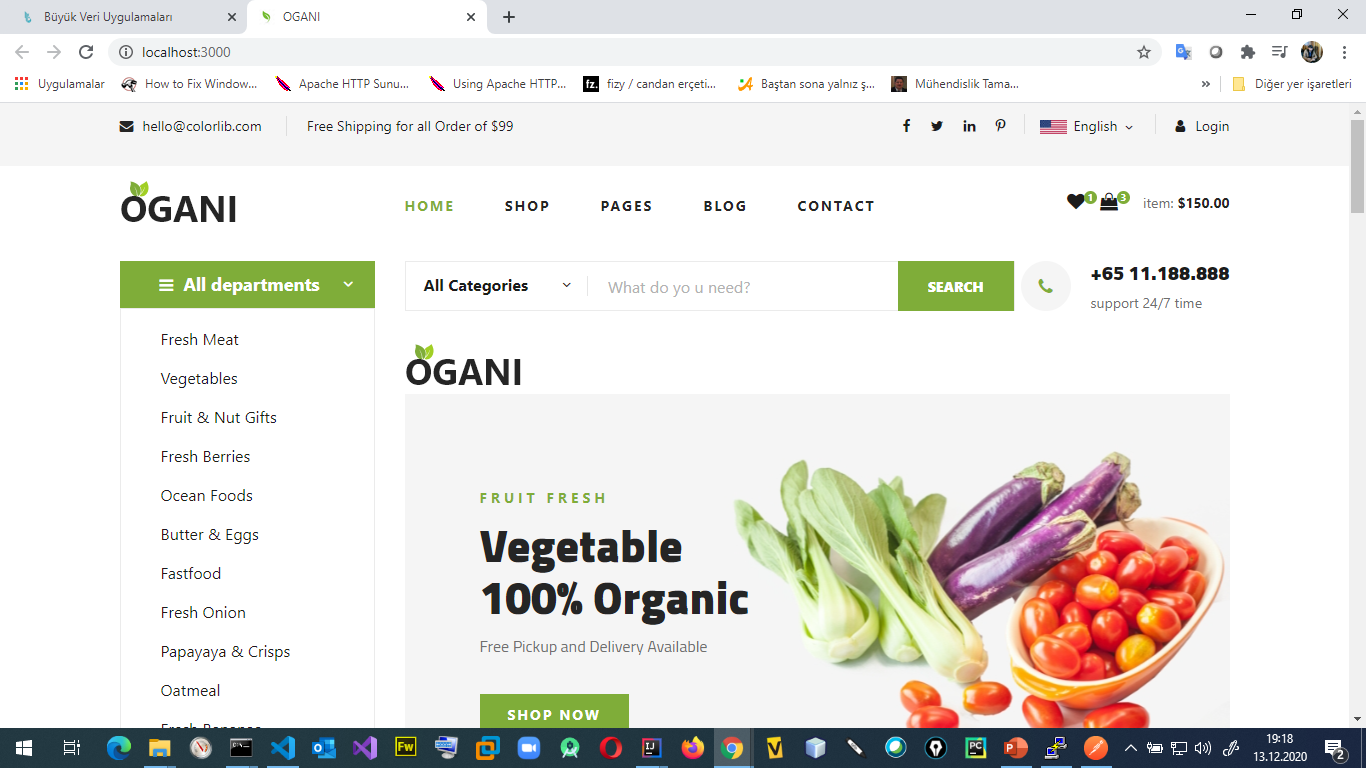 Büyük Veri Uygulamaları
OGANI
localhost:3000
Uygulamalar
How to Fix Window...
Apache HTTP Sunu...
Using Apache HTTP...
fizy / candan erçeti...
Baştan sona yalnız ş...
Mühendislik Tama...
»
Diğer yer işaretleri
hello@colorlib.com
Free Shipping for all Order of $99
English
Login
OGANI
HOME
SHOP
PAGES
BLOG
CONTACT
1
3
item: $150.00
All departments
All Categories
What do yo u need?
SEARCH
+65 11.188.888
support 24/7 time
Fresh Meat
Vegetables
Fruit & Nut Gifts
Fresh Berries
Ocean Foods
Butter & Eggs
Fastfood
Fresh Onion
Papayaya & Crisps
Oatmeal
OGANI
FRUIT FRESH
Vegetable
100% Organic
Free Pickup and Delivery Available
SHOP NOW
19:18
13.12.2020
2